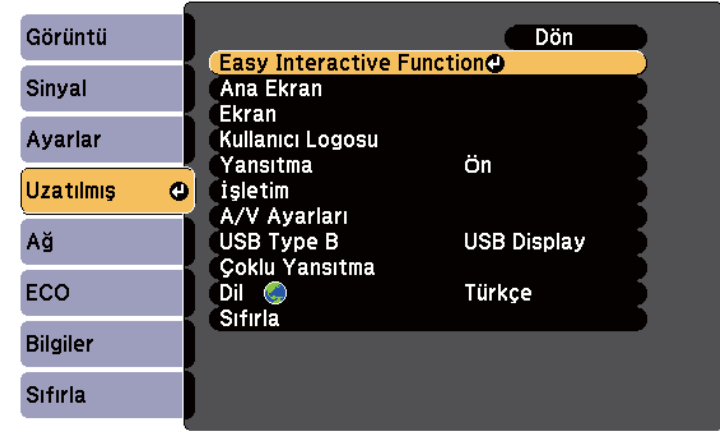 Görüntü
Sinyal
Ayarlar
Uzatılmış
Ağ
ECO
Bilgiler
Sıfırla
Dön
Easy Interactive Function
Ana Ekran
Ekran
Kullanıcı Logosu
Yansıtma Ön
İşletim
A/V Ayarları
USB Type B USB Display
Çoklu Yansıtma
Dil Türkçe
Sıfırla